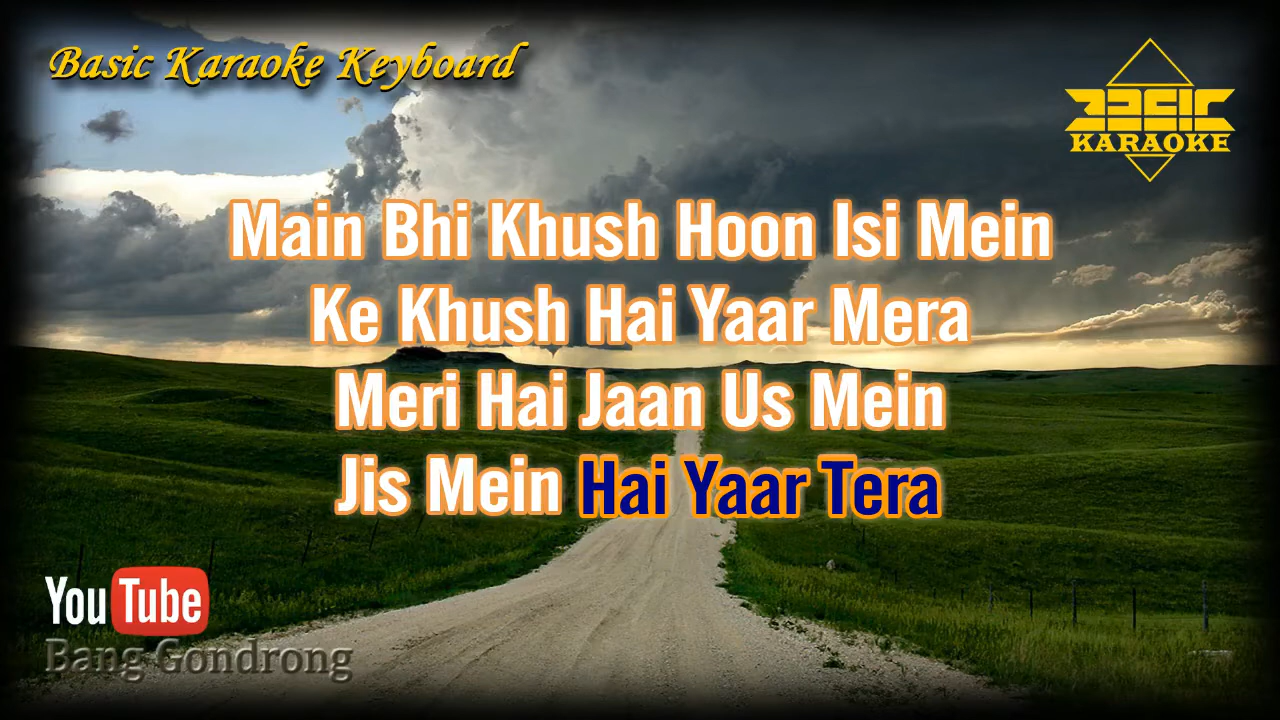 Basic Karaoke Keyboard
BASIC
KARAOKE
Main Bhi Khush Hoon Isi Mein
Ke Khush Hai Yaar Mera
Meri Hai Jaan Us Mein
Jis Mein Hai Yaar Tera
YouTube
Bang Gondrong